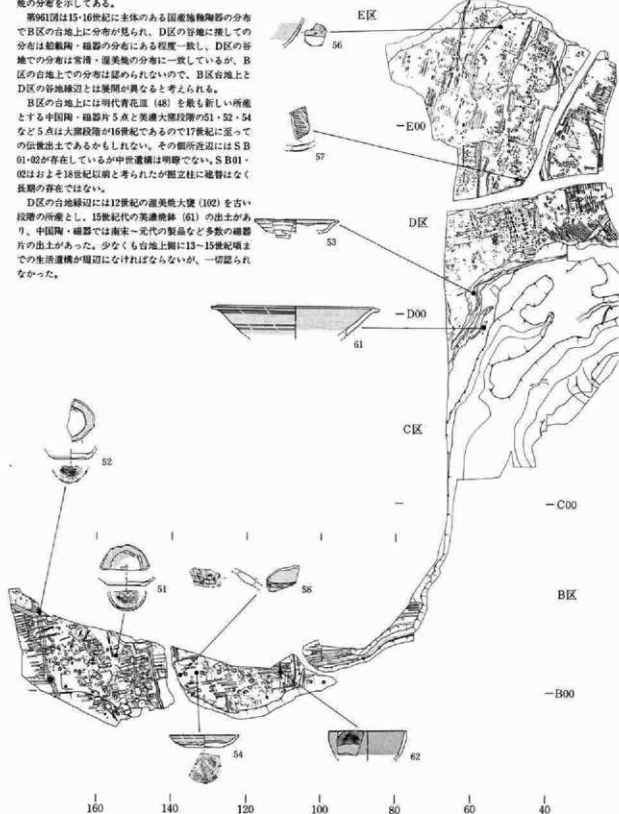 焼の分布を示してある。
第961図は15・16世紀に主体のある国産施釉陶器の分布
でB区の台地上に分布が見られ、D区の谷地に接しての
分布は舶載陶・磁器の分布にある程度一致し、D区の谷
地での分布は常滑・渥美焼の分布に一致しているが、B
区の台地上での分布は認められないので、B区台地上と
D区の谷地縁辺とは展開が異なると考えられる。
B区の台地上には明代青花皿（48）を最も新しい所産
とする中国陶・磁器片5点と美濃大窯段階の51・52・54
など5点は大窯段階が16世紀であるので17世紀に至って
の伝世出土であるかもしれない。その個所近辺にはSB
01・02が存在しているが中世遺構は明瞭でない。SB01・
02はおよそ18世紀以前と考られたが掘立柱に建替はなく
長期の存在ではない。
D区の台地縁辺には12世紀の渥美焼大甕（102）を古い
段階の所産とし、15世紀代の美濃焼鉢（61）の出土があ
り、中国陶・磁器では南宋～元代の製品など多数の磁器
片の出土があった。少なくも台地上側に13～15世紀頃ま
での生活遺構が周辺になければならないが、一切認られ
なかった。
E区
56
－E00
57
D区
53
－D00
61
C区
52
－C00
51
58
B区
－B00
54
62
160 140 120 100 80 60 40